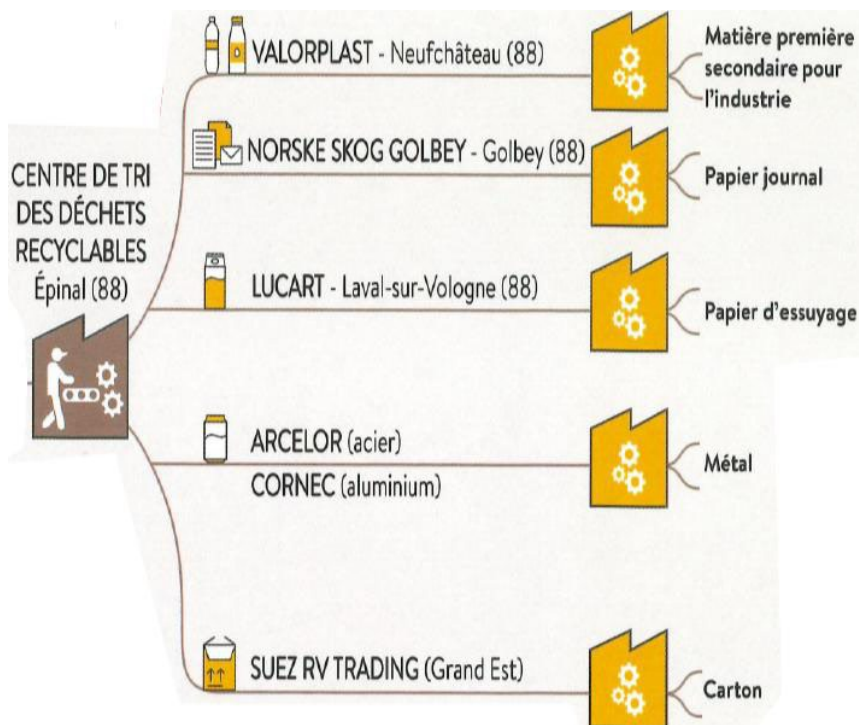 CENTRE DE TRI
DES DÉCHETS
RECYCLABLES
Épinal (88)
VALORPLAST - Neufchâteau (88)
Matière première
secondaire pour
l'industrie
NORSKE SKOG GOLBEY - Golbey (88)
Papier journal
LUCART - Laval-sur-Vologne (88)
Papier d'essuyage
ARCELOR (acier)
CORNEC (aluminium)
Métal
SUEZ RV TRADING (Grand Est)
Carton